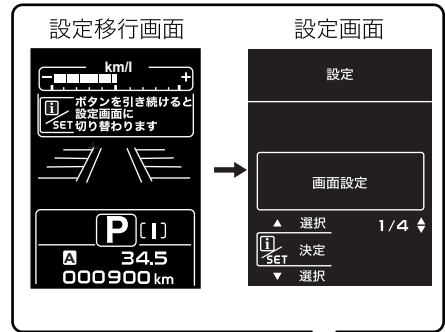 設定移行画面
km/l
− +
i/SET ボタンを引き続けると
設定画面に
切り替わります
P [I]
A 34.5
000900 km
設定画面
設定
画面設定
▲ 選択 1/4
i/SET 決定
▼ 選択